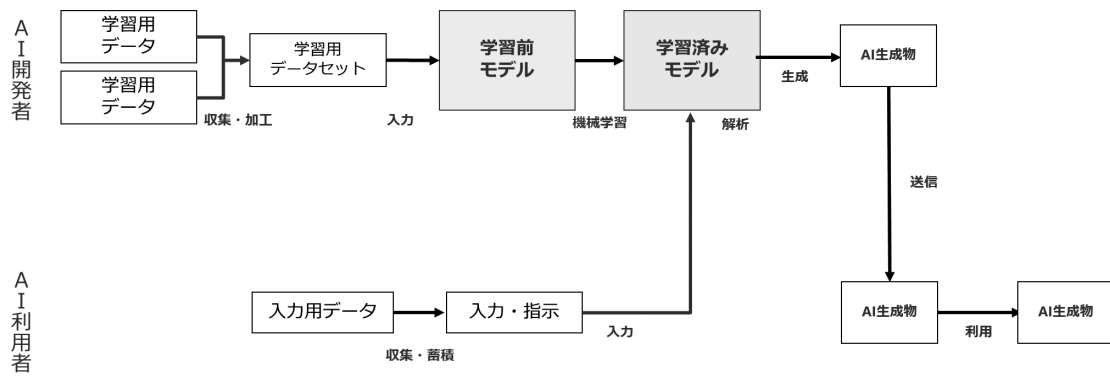 AI開発者
学習用
データ
学習用
データ
収集・加工
学習用
データセット
入力
学習前
モデル
機械学習
学習済み
モデル
解析
生成
AI生成物
送信
AI利用者
入力用データ
収集・蓄積
入力・指示
入力
AI生成物
利用
AI生成物